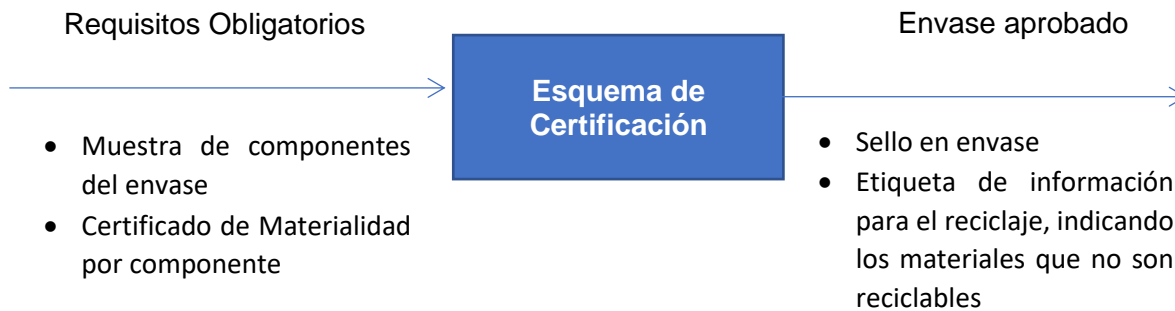 Requisitos Obligatorios
• Muestra de componentes
del envase
• Certificado de Materialidad
por componente
Esquema de
Certificación
Envase aprobado
• Sello en envase
• Etiqueta de información
para el reciclaje, indicando
los materiales que no son
reciclables